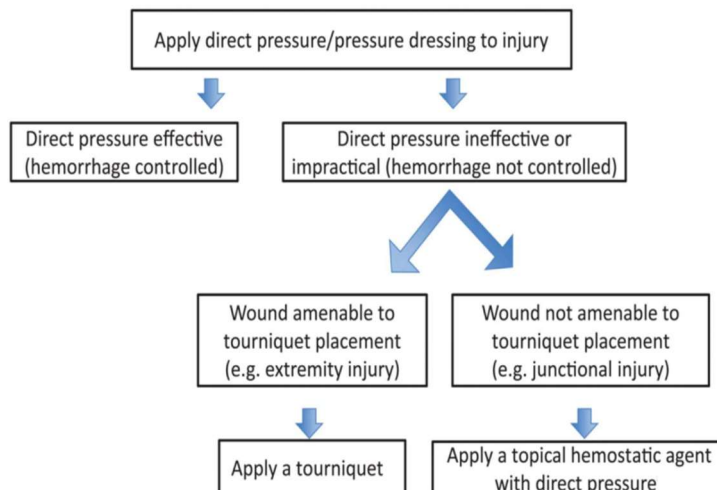 Apply direct pressure/pressure dressing to injury
Direct pressure effective
(hemorrhage controlled)
Direct pressure ineffective or
impractical (hemorrhage not controlled)
Wound amenable to
tourniquet placement
(e.g. extremity injury)
Wound not amenable to
tourniquet placement
(e.g. junctional injury)
Apply a tourniquet
Apply a topical hemostatic agent
with direct pressure